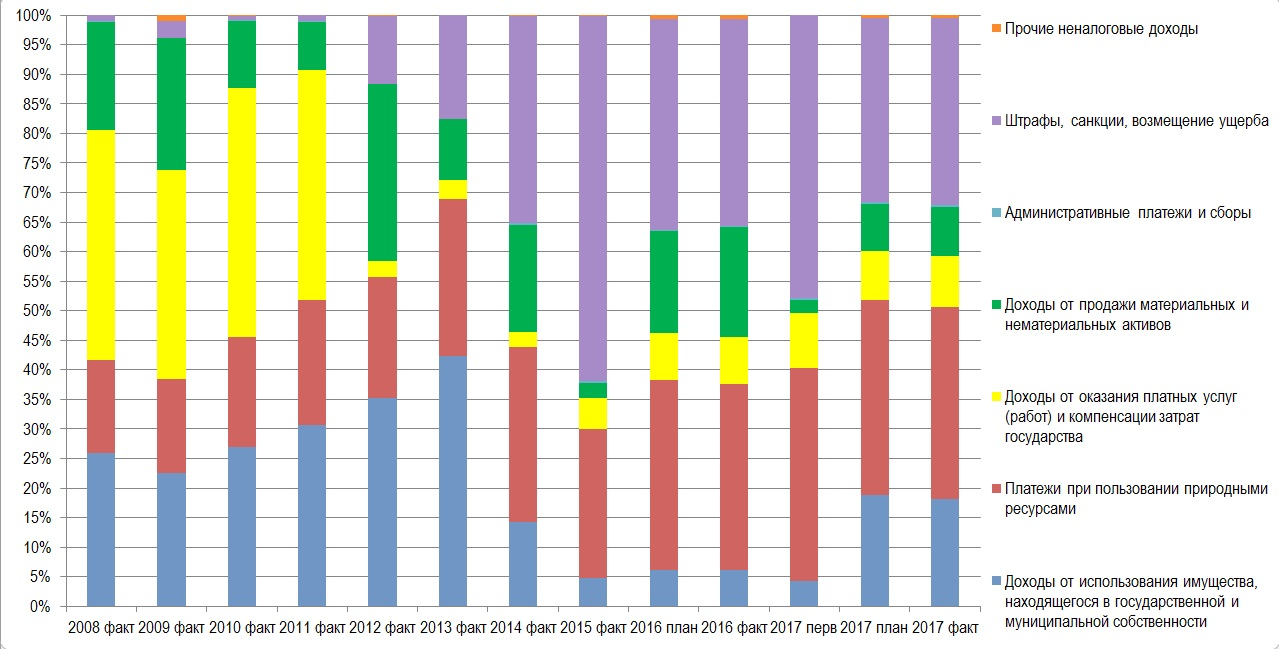 100%
95%
90%
85%
80%
75%
70%
65%
60%
55%
50%
45%
40%
35%
30%
25%
20%
15%
10%
5%
0%
2008 факт 2009 факт 2010 факт 2011 факт 2012 факт 2013 факт 2014 факт 2015 факт 2016 план 2016 факт 2017 перв 2017 план 2017 факт
Прочие неналоговые доходы
Штрафы, санкции, возмещение ущерба
Административные платежи и сборы
Доходы от продажи материальных и
нематериальных активов
Доходы от оказания платных услуг
(работ) и компенсации затрат
государства
Платежи при пользовании природными
ресурсами
Доходы от использования имущества,
находящегося в государственной и
муниципальной собственности